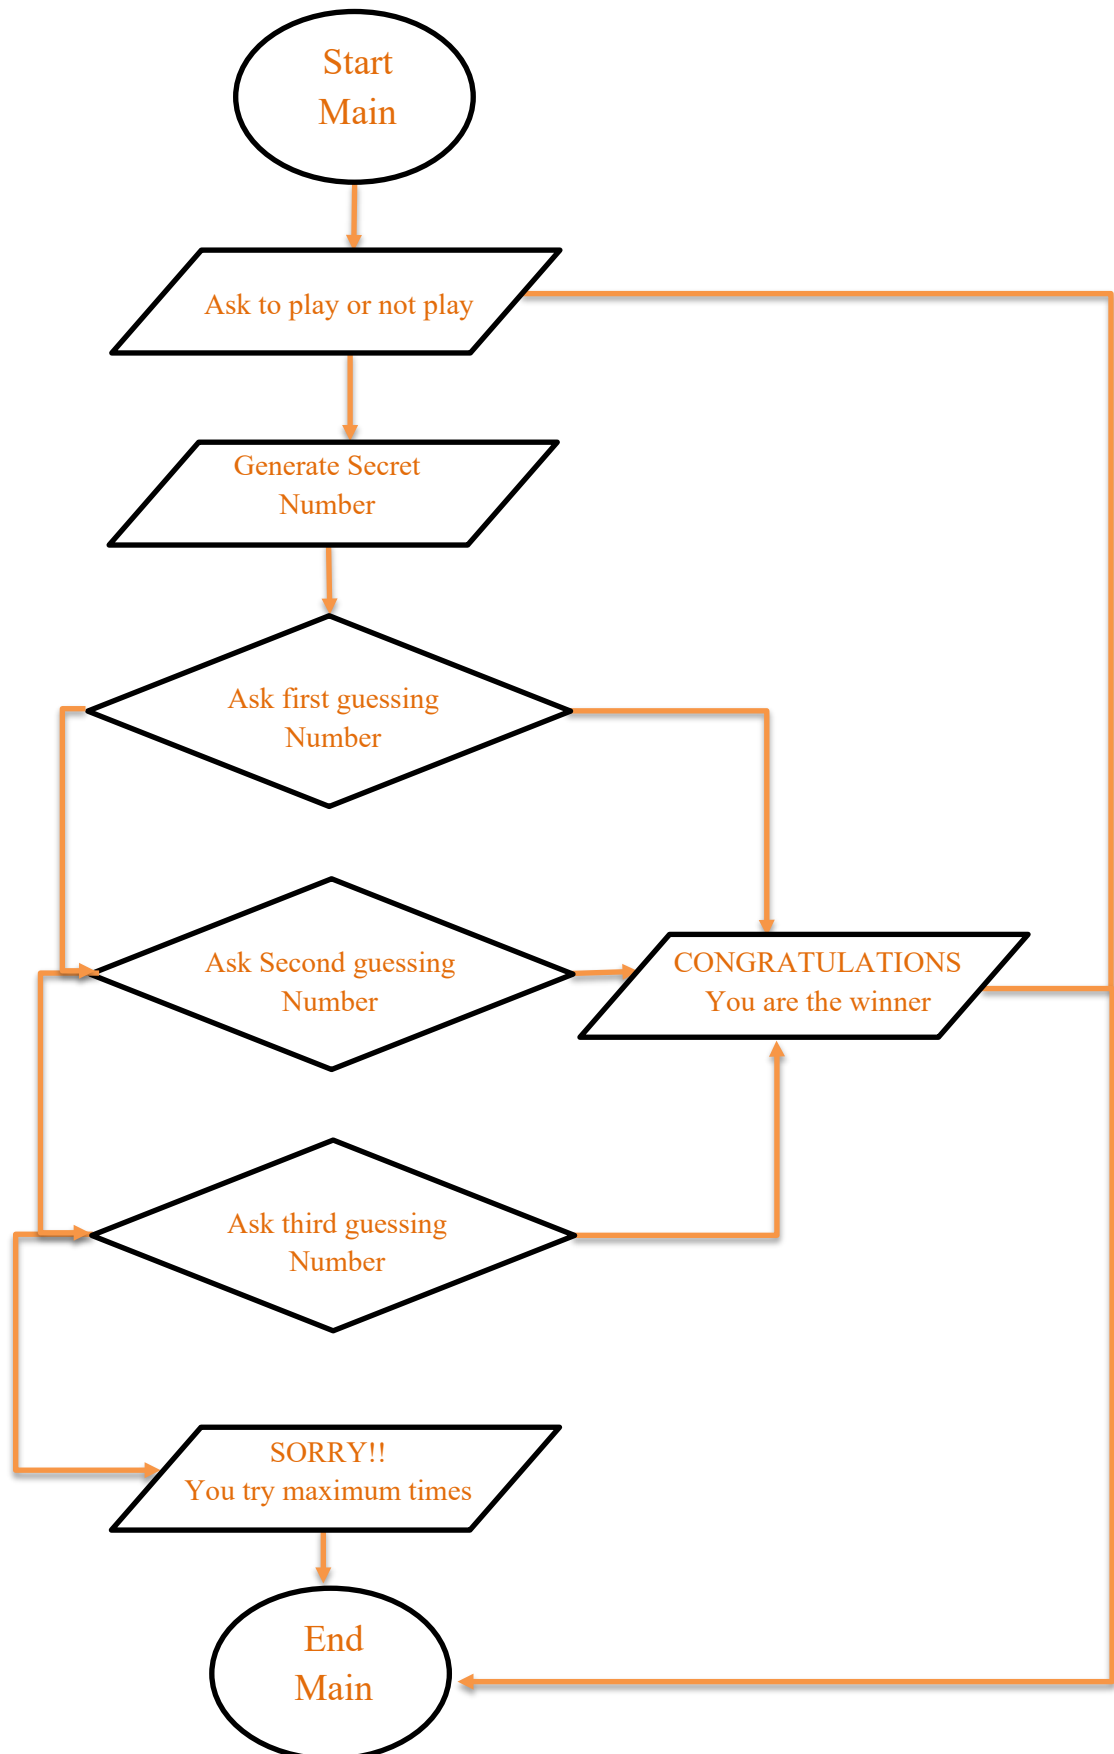 Start
Main
Ask to play or not play
Generate Secret
Number
Ask first guessing
Number
Ask Second guessing
Number
CONGRATULATIONS
You are the winner
Ask third guessing
Number
SORRY!!
You try maximum times
End
Main